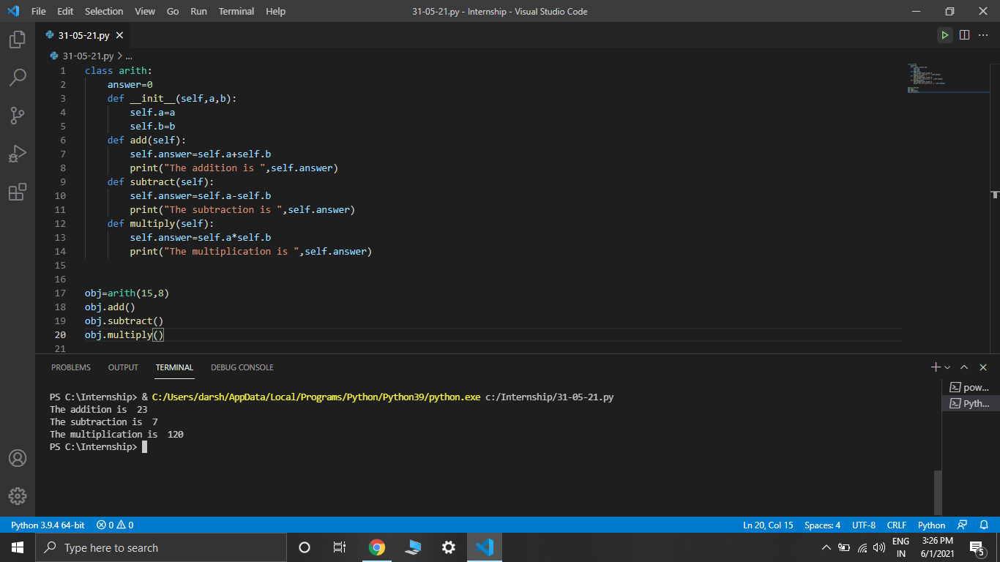 File Edit Selection View Go Run Terminal Help 31-05-21.py - Internship - Visual Studio Code
31-05-21.py
31-05-21.py > ...
1 class arith:
2     answer=0
3     def __init__(self,a,b):
4         self.a=a
5         self.b=b
6     def add(self):
7         self.answer=self.a+self.b
8         print("The addition is ",self.answer)
9     def subtract(self):
10         self.answer=self.a-self.b
11         print("The subtraction is ",self.answer)
12     def multiply(self):
13         self.answer=self.a*self.b
14         print("The multiplication is ",self.answer)
15
16
17 obj=arith(15,8)
18 obj.add()
19 obj.subtract()
20 obj.multiply()
21
PROBLEMS OUTPUT TERMINAL DEBUG CONSOLE
PS C:\Internship> & C:/Users/darsh/AppData/Local/Programs/Python/Python39/python.exe c:/Internship/31-05-21.py
The addition is  23
The subtraction is  7
The multiplication is  120
PS C:\Internship>
pow...
Pyth...
Python 3.9.4 64-bit 0 0 Ln 20, Col 15 Spaces: 4 UTF-8 CRLF Python
Type here to search
ENG
IN
3:26 PM
6/1/2021
5